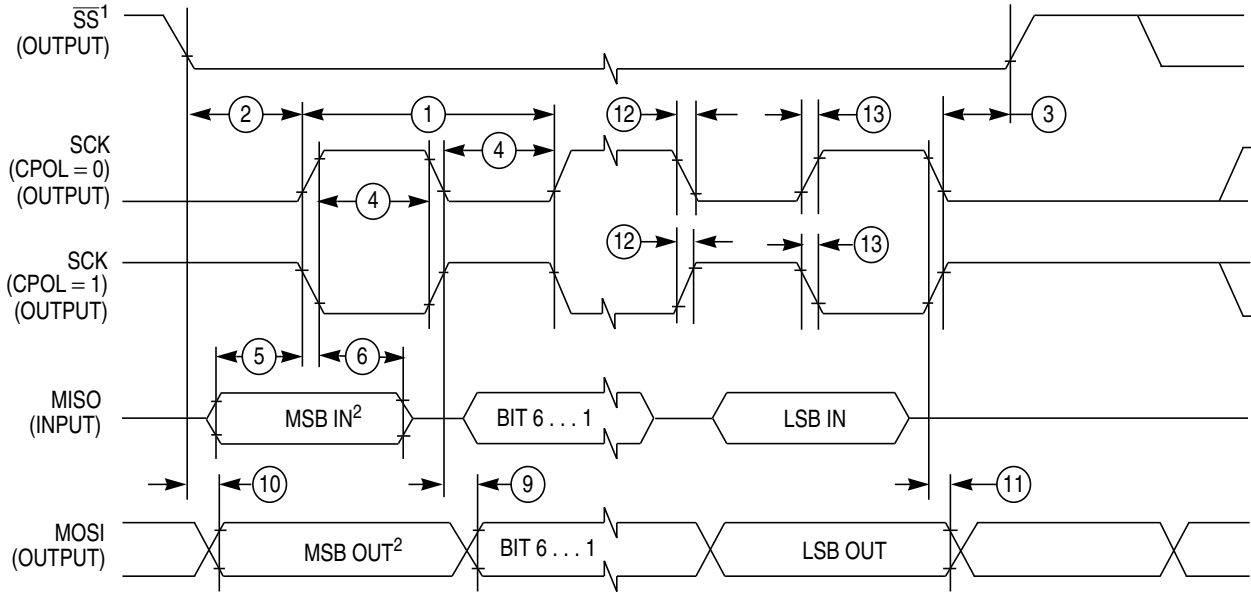 SS¹
(OUTPUT)
2
1
12
13
3
SCK
(CPOL = 0)
(OUTPUT)
4
4
12
13
SCK
(CPOL = 1)
(OUTPUT)
5
6
MISO
(INPUT)
MSB IN²
BIT 6 . . . 1
LSB IN
10
9
11
MOSI
(OUTPUT)
MSB OUT²
BIT 6 . . . 1
LSB OUT